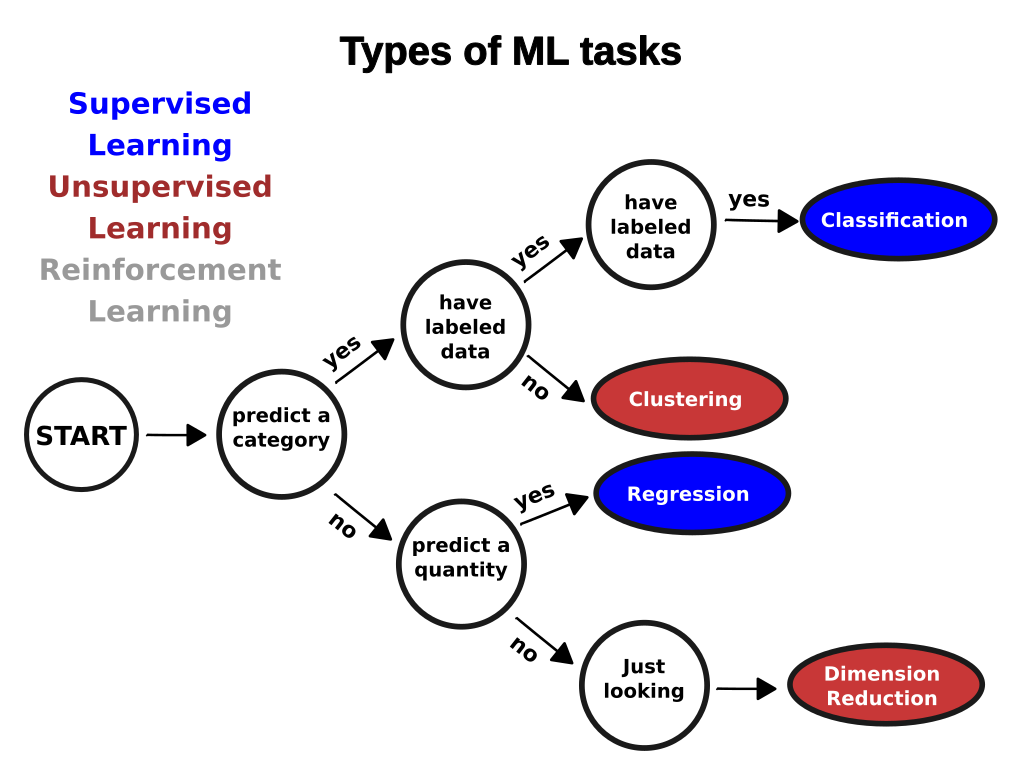 Types of ML tasks
Supervised
Learning
Unsupervised
Learning
Reinforcement
Learning
START
predict a
category
yes
have
labeled
data
yes
have
labeled
data
yes
Classification
no
Clustering
no
predict a
quantity
yes
Regression
no
Just
looking
Dimension
Reduction